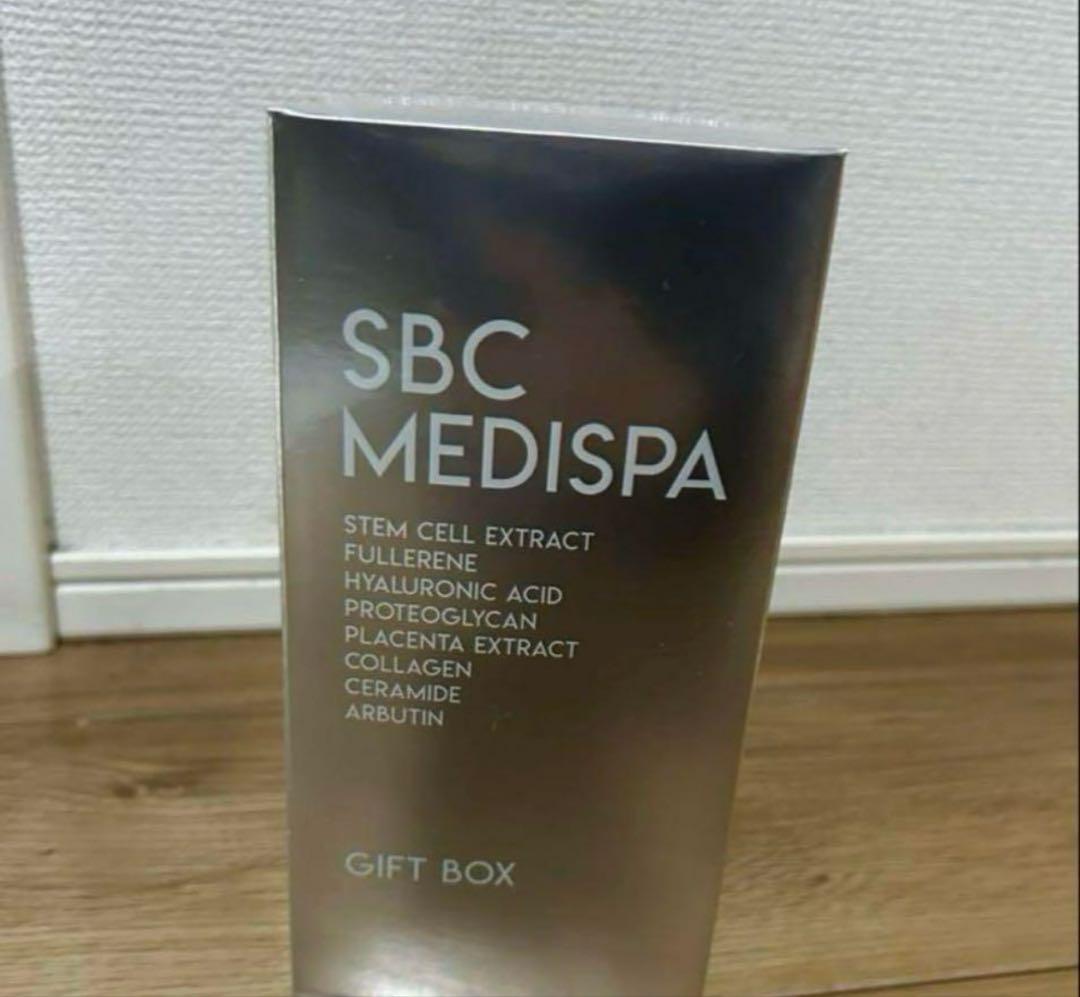 SBC
MEDISPA
STEM CELL EXTRACT
FULLERENE
HYALURONIC ACID
PROTEOGLYCAN
PLACENTA EXTRACT
COLLAGEN
CERAMIDE
ARBUTIN
GIFT BOX